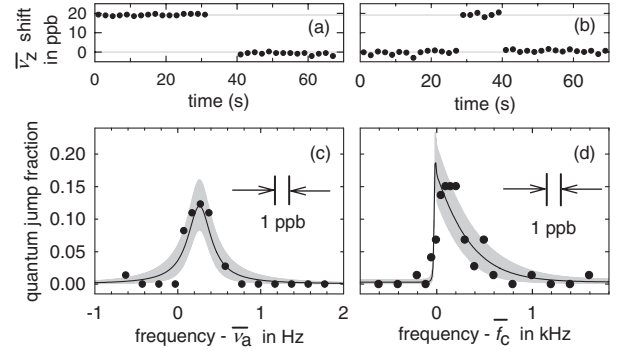 ν̅z shift
in ppb
20
10
0
(a)
(b)
0 20 40 60
0 20 40 60
time (s)
time (s)
quantum jump fraction
0.20
0.15
0.10
0.05
0.00
(c)
(d)
1 ppb
1 ppb
-1 0 1 2
0 1
frequency - ν̅a in Hz
frequency - f̅c in kHz